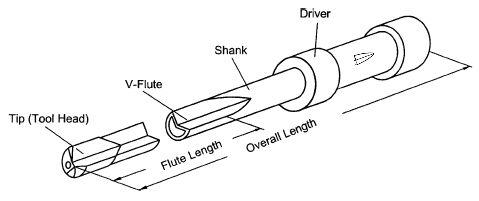 Driver
Shank
V-Flute
Tip (Tool Head)
Flute Length
Overall Length